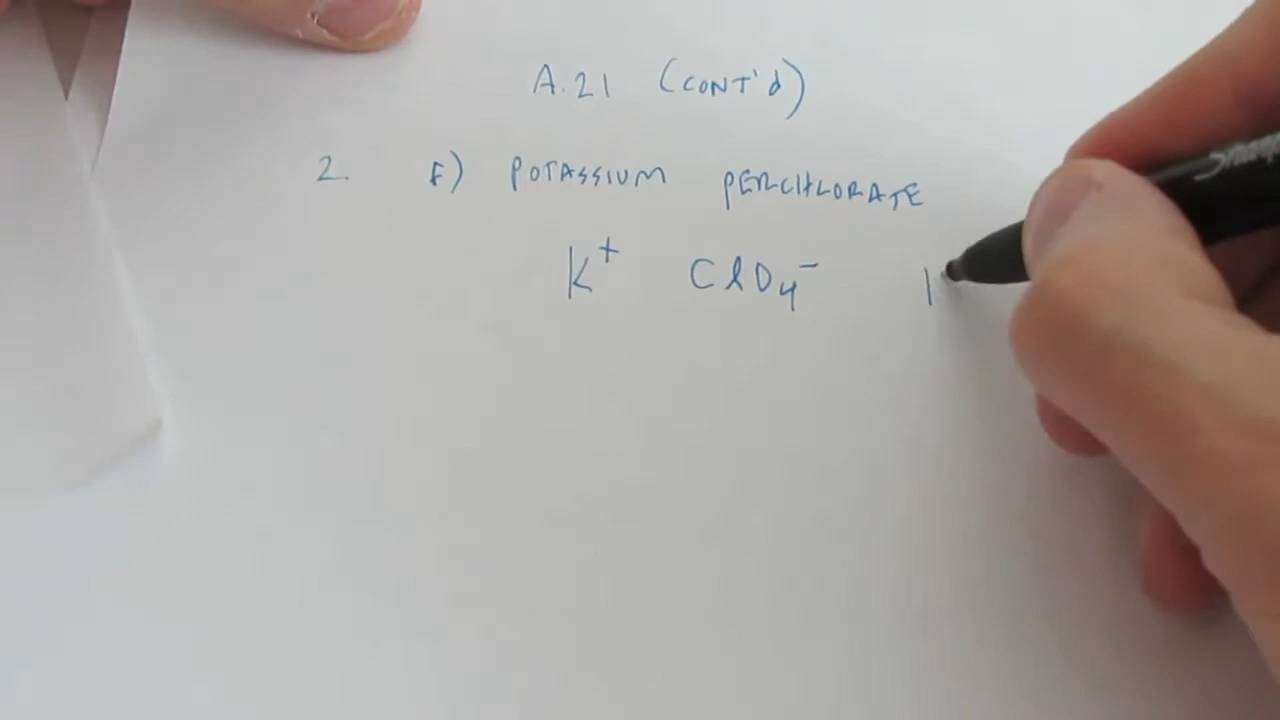 A.21 (CONT'd)
2. F) POTASSIUM PERCHLORATE
K⁺ ClO₄⁻